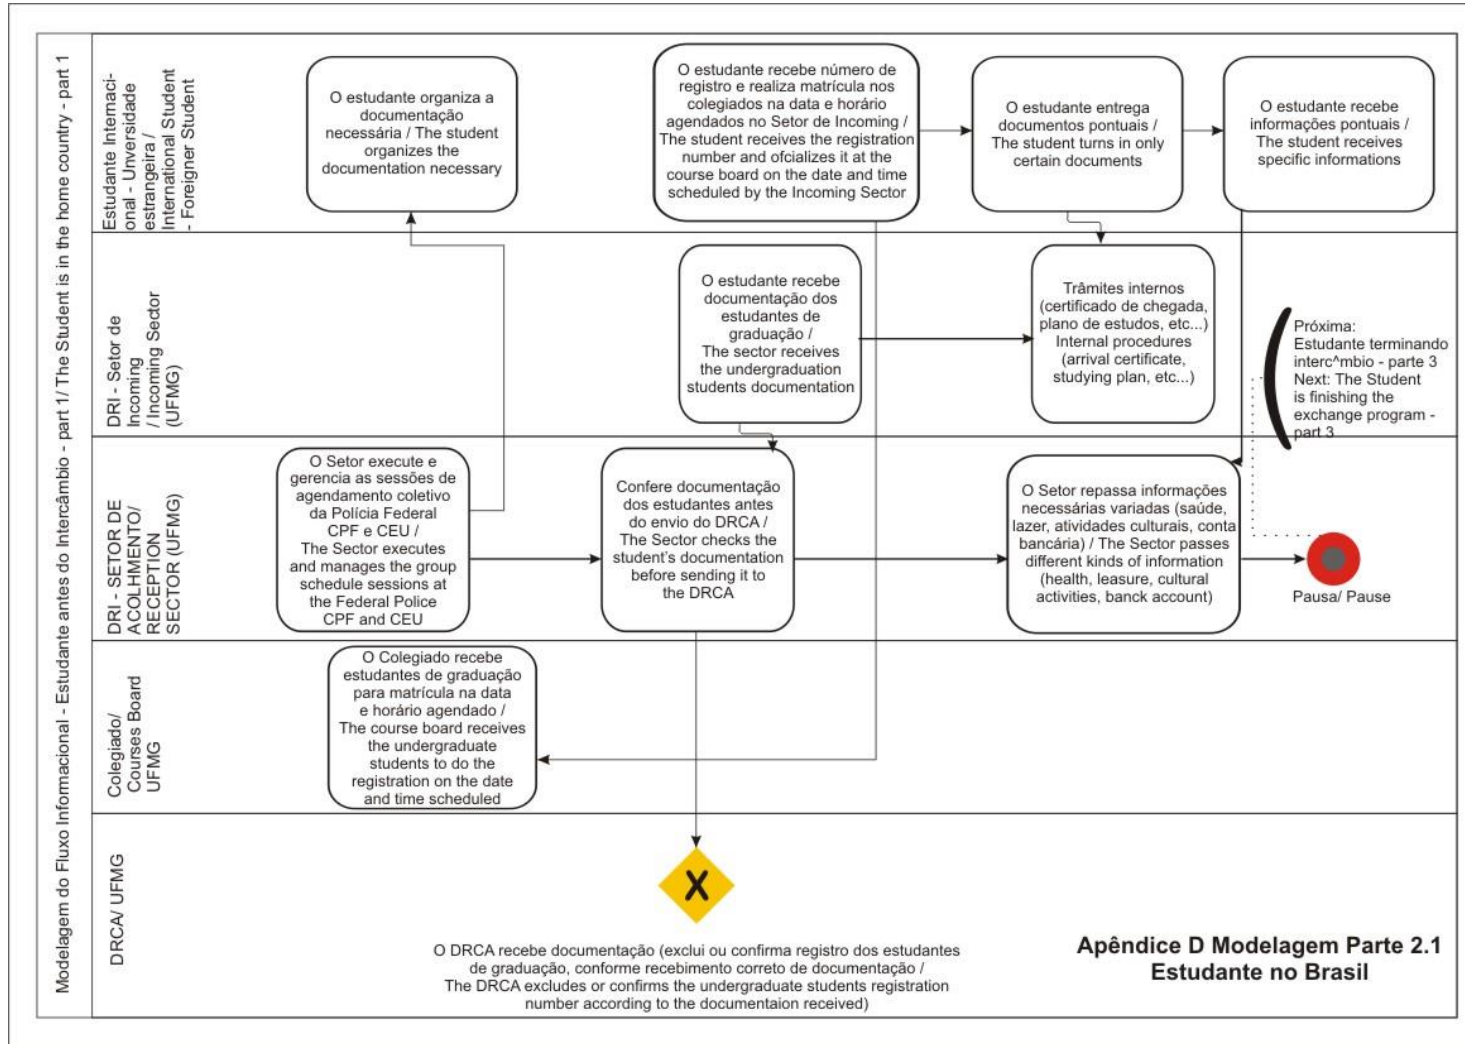 Modelagem do Fluxo Informacional - Estudante antes do Intercâmbio - part 1/ The Student is in the home country - part 1
Estudante Internaci-
onal - Unversidade
estrangeira /
International Student
- Foreigner Student
O estudante organiza a
documentação
necessária / The student
organizes the
documentation necessary
O estudante recebe número de
registro e realiza matrícula nos
colegiados na data e horário
agendados no Setor de Incoming /
The student receives the registration
number and ofcializes it at the
course board on the date and time
scheduled by the Incoming Sector
O estudante entrega
documentos pontuais /
The student turns in only
certain documents
O estudante recebe
informações pontuais /
The student receives
specific informations
DRI - Setor de
Incoming
/ Incoming Sector
(UFMG)
O estudante recebe
documentação dos
estudantes de
graduação /
The sector receives
the undergraduation
students documentation
Trâmites internos
(certificado de chegada,
plano de estudos, etc...)
Internal procedures
(arrival certificate,
studying plan, etc...)
Próxima:
Estudante terminando
interc^mbio - parte 3
Next: The Student
is finishing the
exchange program -
part 3
DRI - SETOR DE
ACOLHMENTO/
RECEPTION
SECTOR (UFMG)
O Setor execute e
gerencia as sessões de
agendamento coletivo
da Polícia Federal
CPF e CEU /
The Sector executes
and manages the group
schedule sessions at
the Federal Police
CPF and CEU
Confere documentação
dos estudantes antes
do envio do DRCA /
The Sector checks the
student's documentation
before sending it to
the DRCA
O Setor repassa informações
necessárias variadas (saúde,
lazer, atividades culturais, conta
bancária) / The Sector passes
different kinds of information
(health, leasure, cultural
activities, banck account)
Pausa/ Pause
Colegiado/
Courses Board
UFMG
O Colegiado recebe
estudantes de graduação
para matrícula na data
e horário agendado /
The course board receives
the undergraduate
students to do the
registration on the date
and time scheduled
DRCA/ UFMG
X
O DRCA recebe documentação (exclui ou confirma registro dos estudantes
de graduação, conforme recebimento correto de documentação /
The DRCA excludes or confirms the undergraduate students registration
number according to the documentaion received)
Apêndice D Modelagem Parte 2.1
Estudante no Brasil